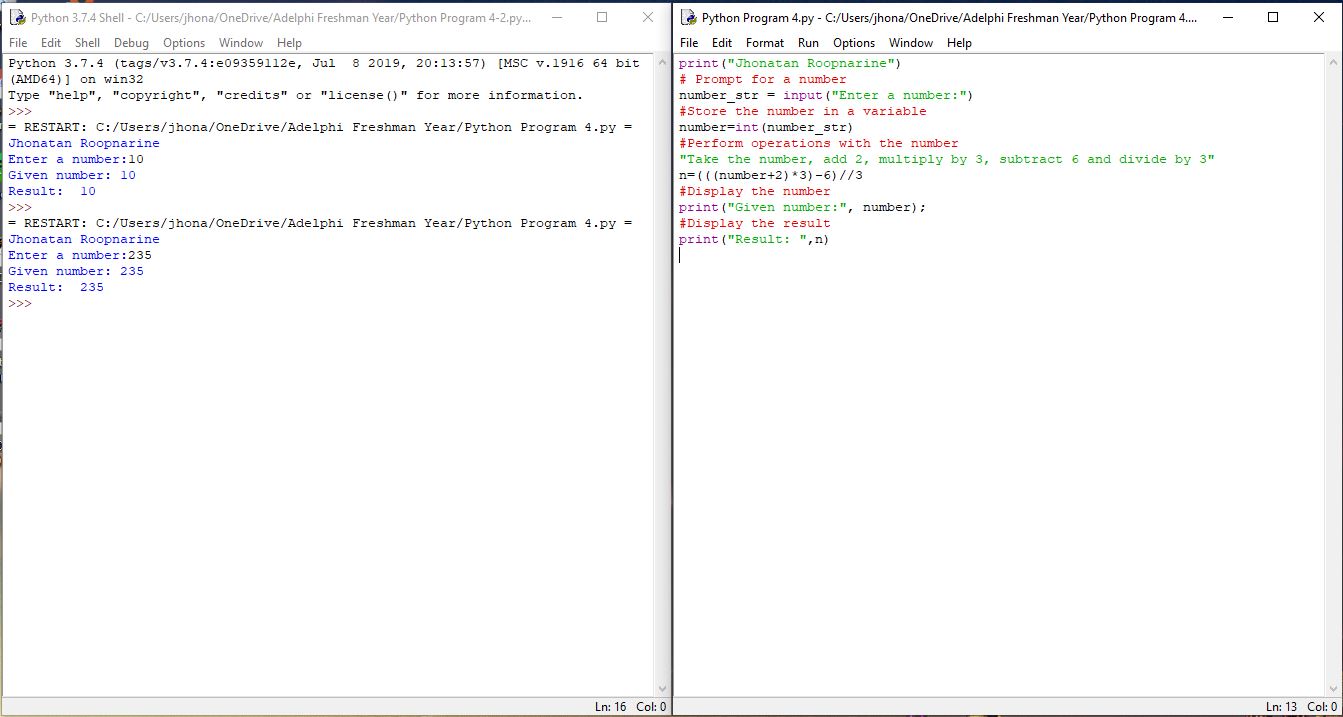 Python 3.7.4 Shell - C:/Users/jhona/OneDrive/Adelphi Freshman Year/Python Program 4-2.py...
File Edit Shell Debug Options Window Help
Python 3.7.4 (tags/v3.7.4:e09359112e, Jul  8 2019, 20:13:57) [MSC v.1916 64 bit
(AMD64)] on win32
Type "help", "copyright", "credits" or "license()" for more information.
>>>
= RESTART: C:/Users/jhona/OneDrive/Adelphi Freshman Year/Python Program 4.py =
Jhonatan Roopnarine
Enter a number:10
Given number: 10
Result:  10
>>>
= RESTART: C:/Users/jhona/OneDrive/Adelphi Freshman Year/Python Program 4.py =
Jhonatan Roopnarine
Enter a number:235
Given number: 235
Result:  235
>>>
Ln: 16 Col: 0
Python Program 4.py - C:/Users/jhona/OneDrive/Adelphi Freshman Year/Python Program 4....
File Edit Format Run Options Window Help
print("Jhonatan Roopnarine")
# Prompt for a number
number_str = input("Enter a number:")
#Store the number in a variable
number=int(number_str)
#Perform operations with the number
"Take the number, add 2, multiply by 3, subtract 6 and divide by 3"
n=(((number+2)*3)-6)//3
#Display the number
print("Given number:", number);
#Display the result
print("Result: ",n)
Ln: 13 Col: 0